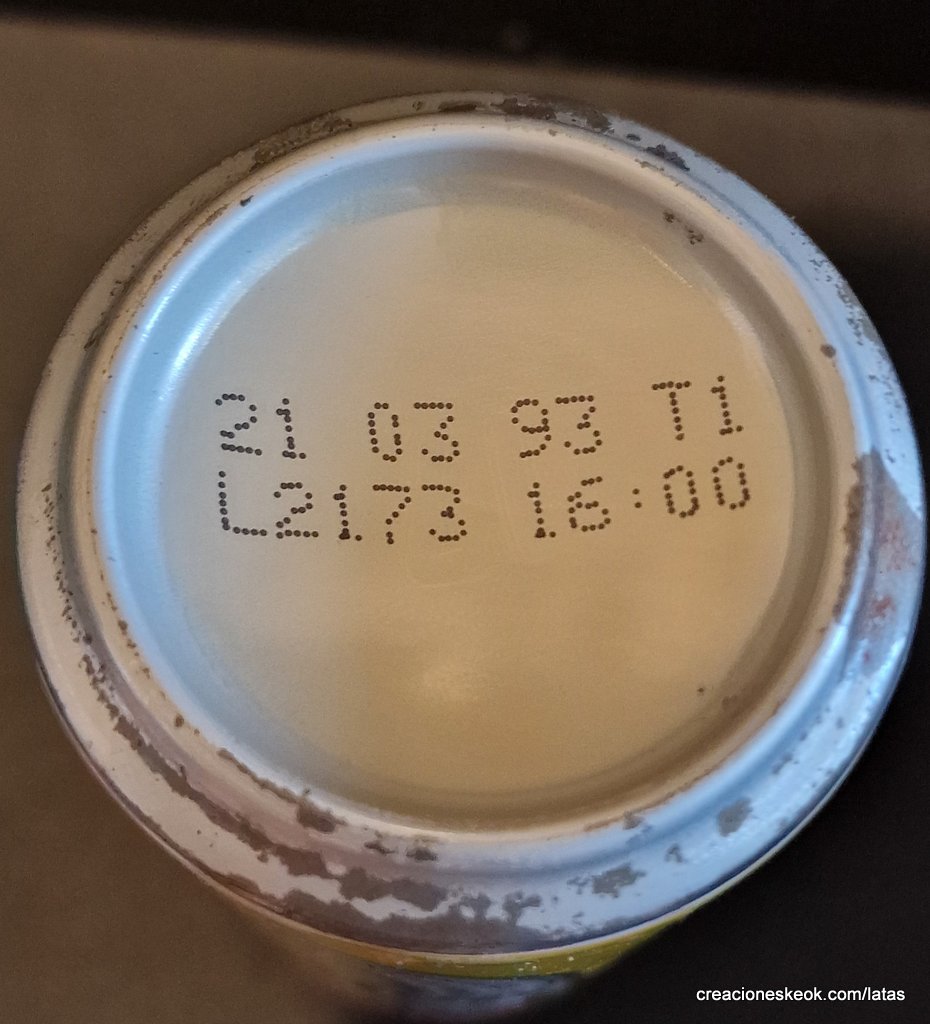 21 03 93 T1
L2173 16:00
creacioneskeok.com/latas